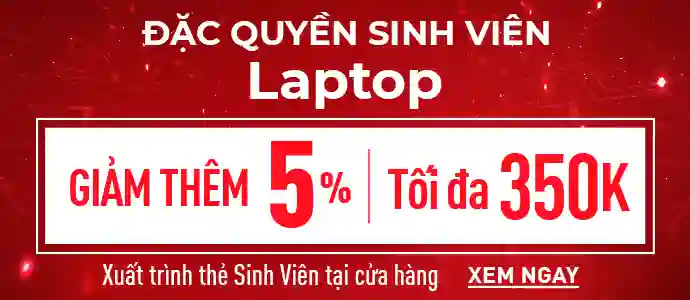 ĐẶC QUYỀN SINH VIÊN
Laptop
GIẢM THÊM 5% Tối đa 350K
Xuất trình thẻ Sinh Viên tại cửa hàng XEM NGAY